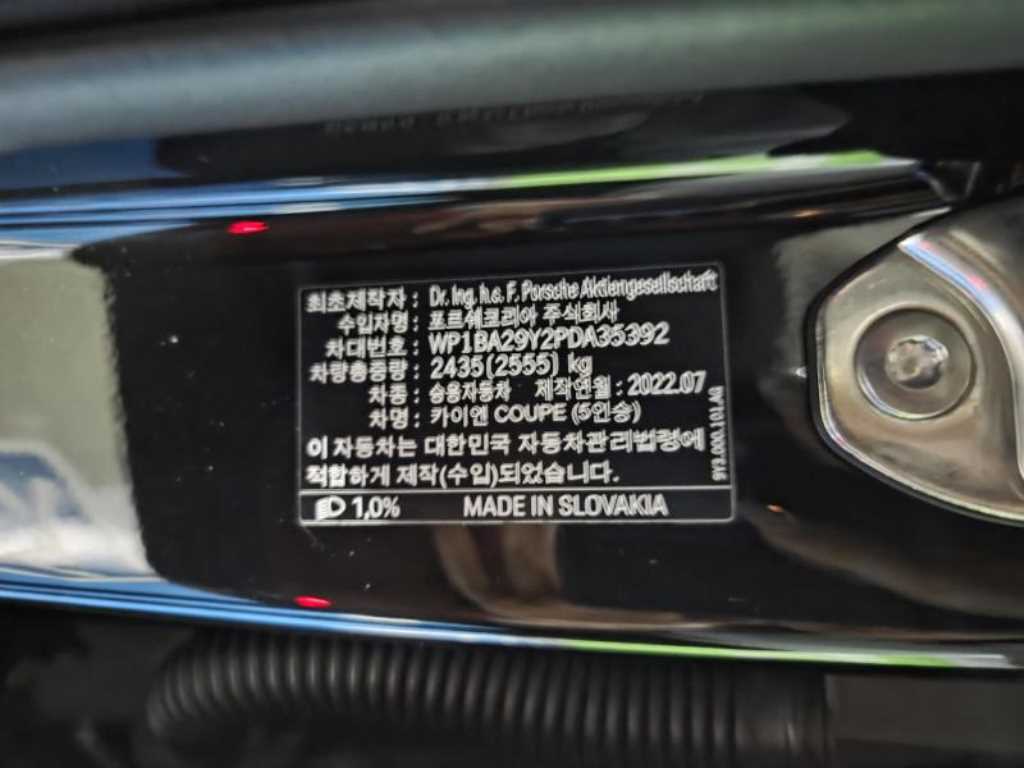 최초제작자 : Dr. Ing. h.c. F. Porsche Aktiengesellschaft
수입자명 : 포르쉐코리아 주식회사
차대번호 : WP1BA29Y2PDA35392
차량총중량 : 2435(2555) kg
차종 : 승용자동차 제작연월 : 2022.07
차명 : 카이엔 COUPE (5인승)
이 자동차는 대한민국 자동차관리법령에
적합하게 제작(수입)되었습니다.
1,0% MADE IN SLOVAKIA